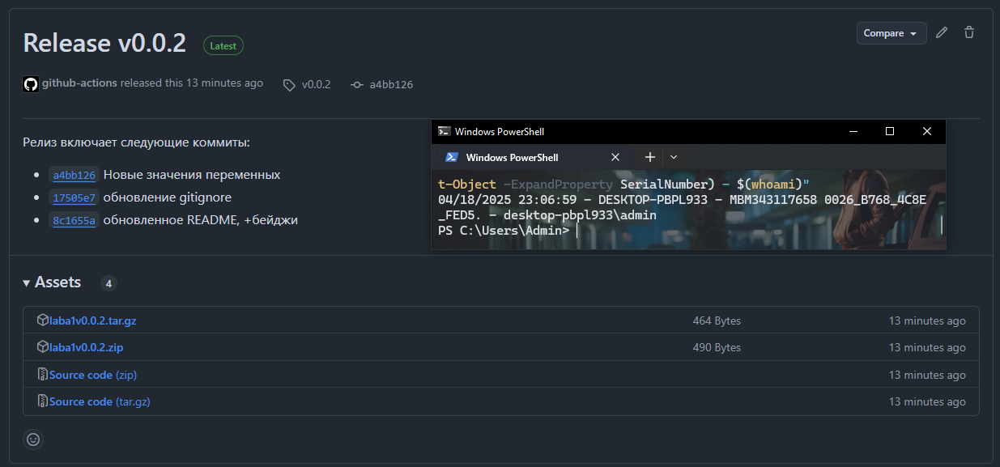 Release v0.0.2 Latest
Compare
github-actions released this 13 minutes ago v0.0.2 a4bb126
Релиз включает следующие коммиты:
a4bb126 Новые значения переменных
17505e7 обновление gitignore
8c1655a обновленное README, +бейджи
Windows PowerShell
Windows PowerShell
t-Object -ExpandProperty SerialNumber) - $(whoami)"
04/18/2025 23:06:59 - DESKTOP-PBPL933 - MBM343117658 0026_B768_4C8E
_FED5. - desktop-pbpl933\admin
PS C:\Users\Admin>
Assets 4
laba1v0.0.2.tar.gz 464 Bytes 13 minutes ago
laba1v0.0.2.zip 490 Bytes 13 minutes ago
Source code (zip) 13 minutes ago
Source code (tar.gz) 13 minutes ago